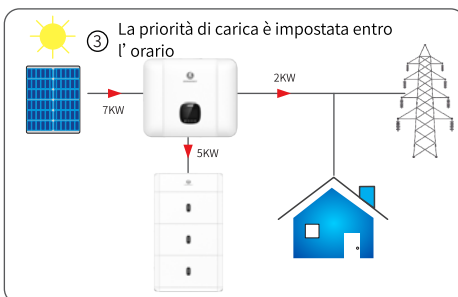 ③ La priorità di carica è impostata entro
l’orario
7KW
2KW
5KW